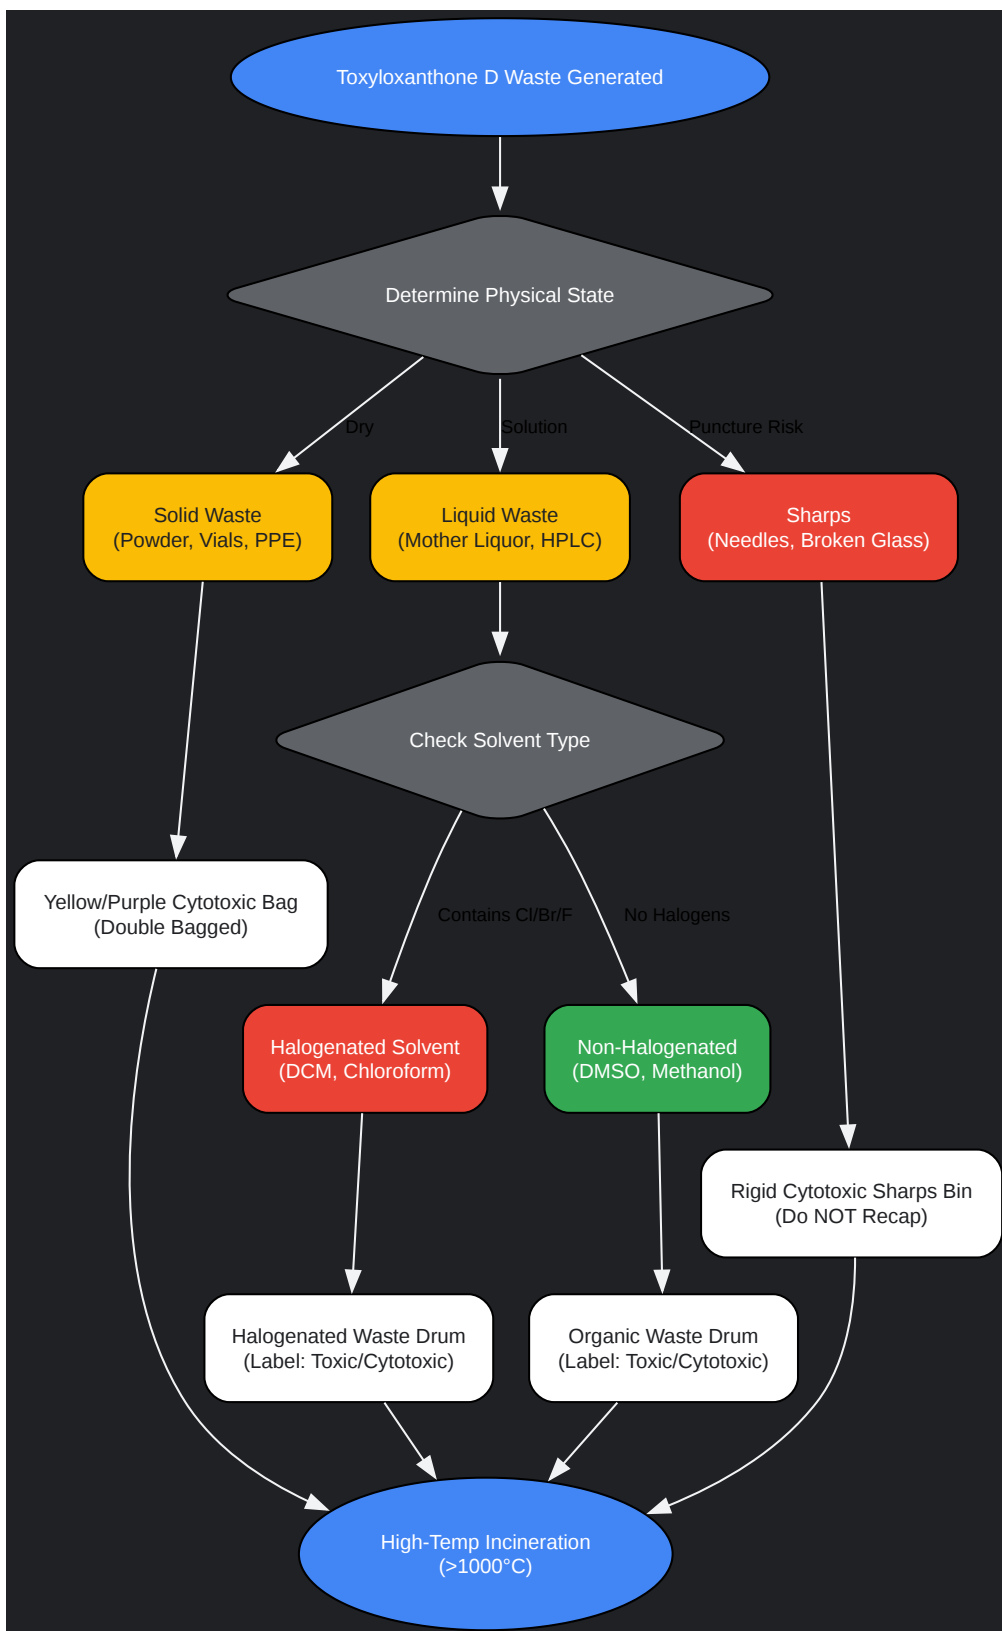 Toxyloxanthone D Waste Generated
Determine Physical State
Dry
Solution
Puncture Risk
Solid Waste
(Powder, Vials, PPE)
Liquid Waste
(Mother Liquor, HPLC)
Sharps
(Needles, Broken Glass)
Check Solvent Type
Yellow/Purple Cytotoxic Bag
(Double Bagged)
Contains Cl/Br/F
No Halogens
Halogenated Solvent
(DCM, Chloroform)
Non-Halogenated
(DMSO, Methanol)
Rigid Cytotoxic Sharps Bin
(Do NOT Recap)
Halogenated Waste Drum
(Label: Toxic/Cytotoxic)
Organic Waste Drum
(Label: Toxic/Cytotoxic)
High-Temp Incineration
(>1000°C)